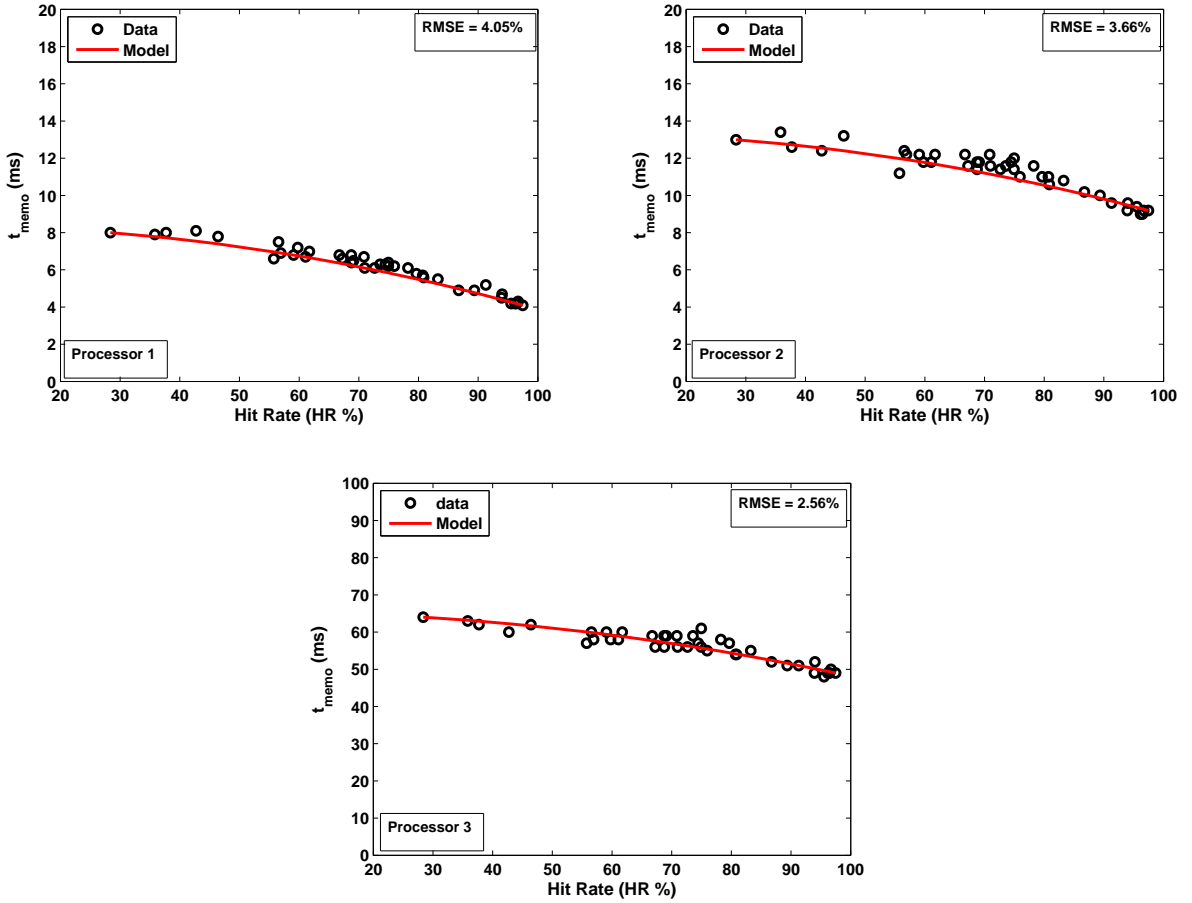 RMSE = 4.05%
Data
Model
Processor 1
20
18
16
14
12
10
8
6
4
2
0
20 30 40 50 60 70 80 90 100
t_memo (ms)
Hit Rate (HR %)
RMSE = 3.66%
Data
Model
Processor 2
20
18
16
14
12
10
8
6
4
2
0
20 30 40 50 60 70 80 90 100
t_memo (ms)
Hit Rate (HR %)
RMSE = 2.56%
data
Model
Processor 3
100
90
80
70
60
50
40
30
20
10
0
20 30 40 50 60 70 80 90 100
t_memo (ms)
Hit Rate (HR %)